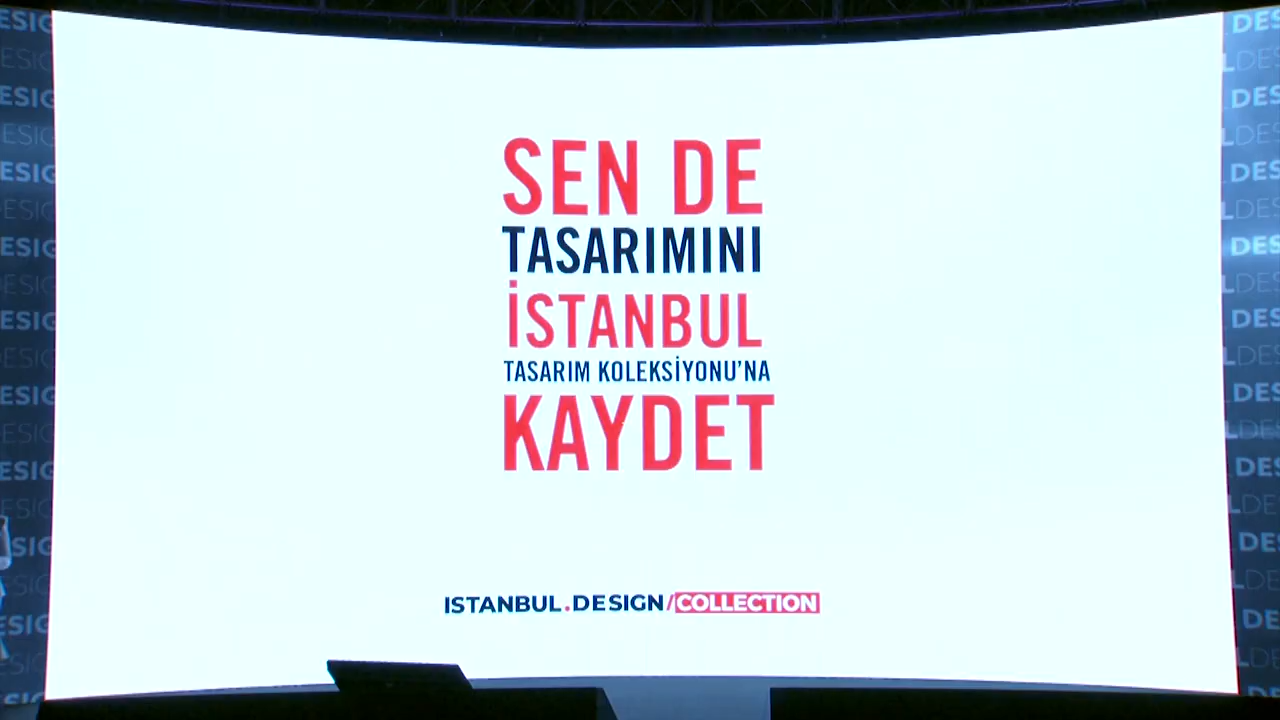 SEN DE
TASARIMINI
İSTANBUL
TASARIM KOLEKSİYONU'NA
KAYDET
ISTANBUL.DESIGN/COLLECTION